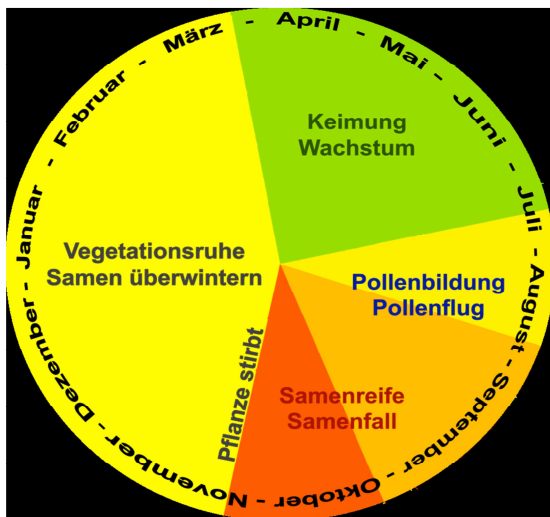 Januar - Februar - März - April - Mai - Juni - Juli - August - September - Oktober - November - Dezember -
Keimung
Wachstum
Vegetationsruhe
Samen überwintern
Pollenbildung
Pollenflug
Pflanze stirbt
Samenreife
Samenfall